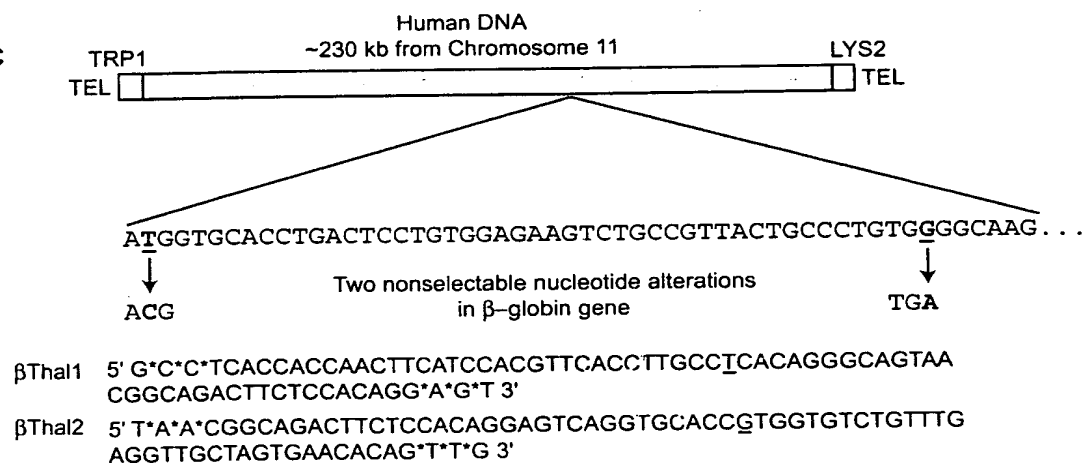 C
Human DNA
~230 kb from Chromosome 11
TRP1
LYS2
TEL
TEL
ATGGTGCACCTGACTCCTGTGGAGAAGTCTGCCGTTACTGCCCTGTGGGGCAAG...
Two nonselectable nucleotide alterations
in β–globin gene
ACG
TGA
βThal1 5' G*C*C*TCACCACCAACTTCATCCACGTTCACCTTGCCTCACAGGGCAGTAA
CGGCAGACTTCTCCACAGG*A*G*T 3'
βThal2 5' T*A*A*CGGCAGACTTCTCCACAGGAGTCAGGTGCACCGTGGTGTCTGTTTG
AGGTTGCTAGTGAACACAG*T*T*G 3'